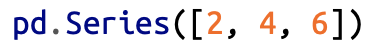 pd.Series([2, 4, 6])